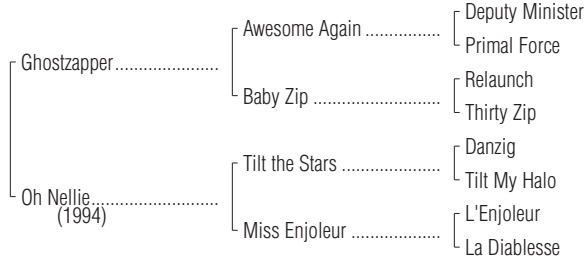 Deputy Minister
Awesome Again ..................
Primal Force
Ghostzapper......................
Relaunch
Baby Zip ......................
Thirty Zip
Danzig
Tilt the Stars .................
Tilt My Halo
Oh Nellie...........................
(1994)
L'Enjoleur
Miss Enjoleur ................
La Diablesse